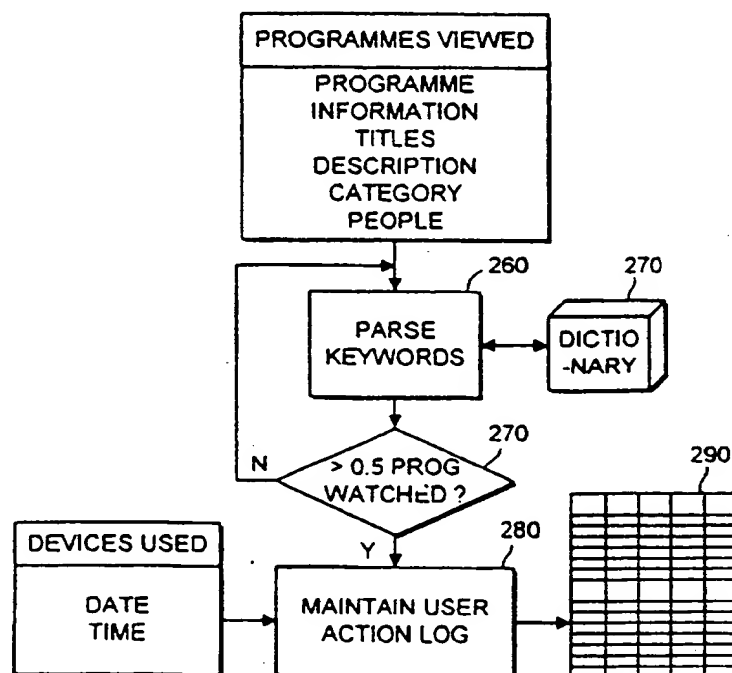 PROGRAMMES VIEWED
PROGRAMME
INFORMATION
TITLES
DESCRIPTION
CATEGORY
PEOPLE
260
270
PARSE
KEYWORDS
DICTIO
-NARY
270
N
> 0.5 PROG
WATCHED ?
290
DEVICES USED
Y
280
DATE
TIME
MAINTAIN USER
ACTION LOG